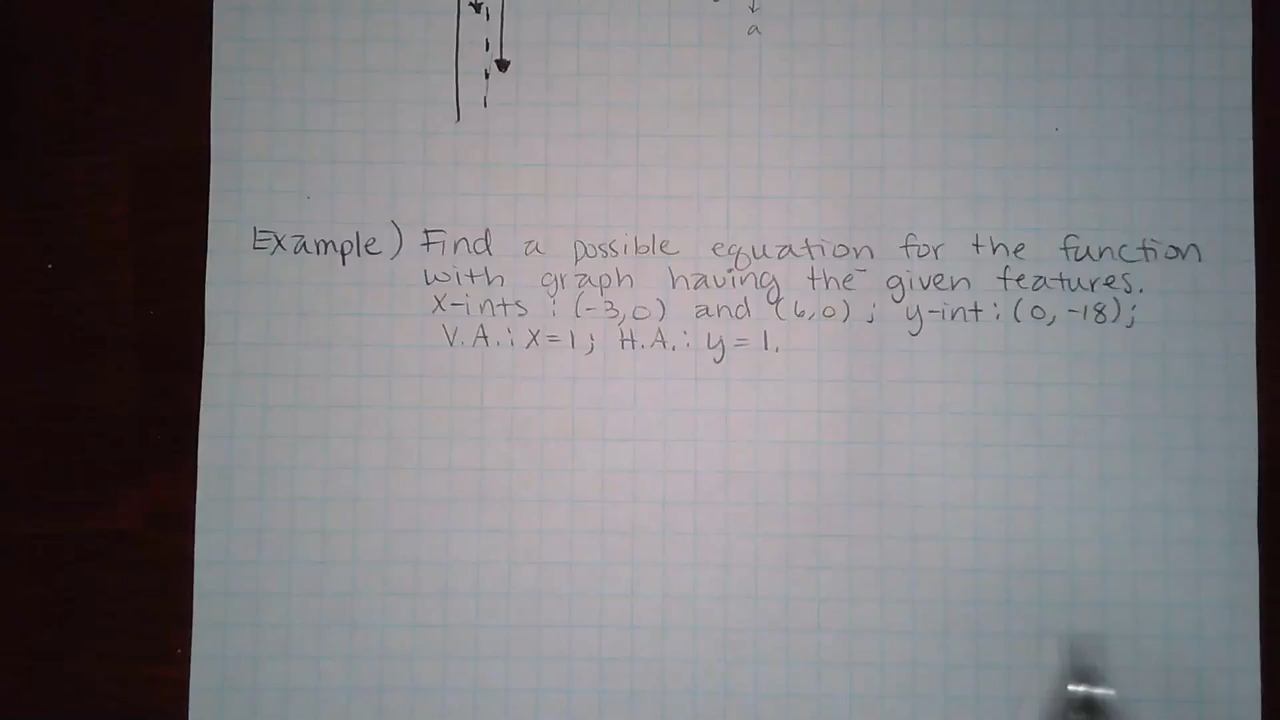 a
Example) Find a possible equation for the function
with graph having the given features.
x-ints : (-3,0) and (6,0) ; y-int : (0, -18) ;
V.A. : x = 1 ; H.A. : y = 1.